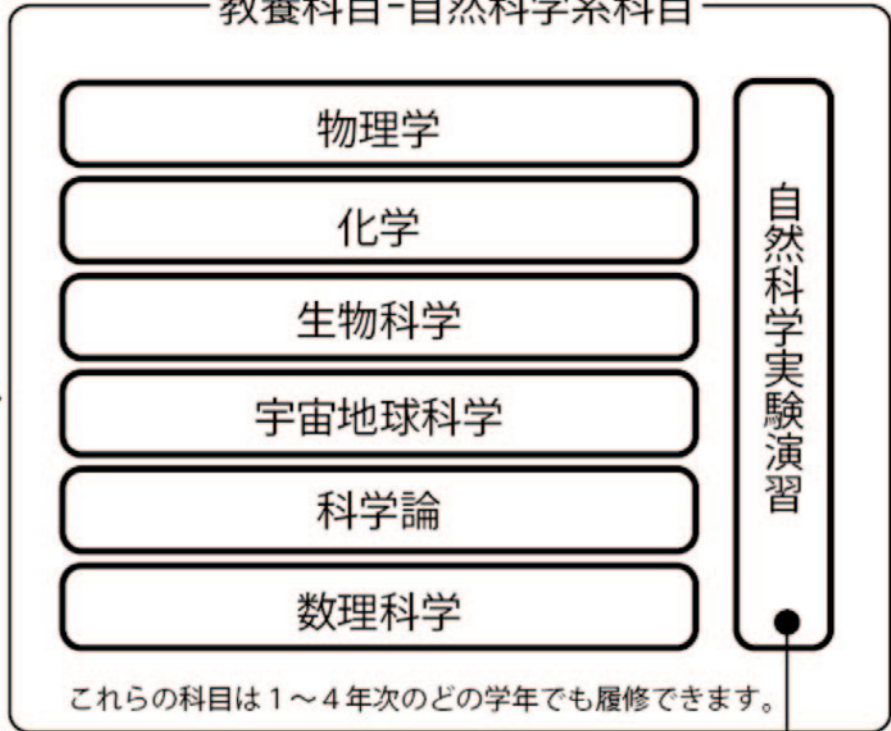 教養科目-自然科学系科目
物理学
化学
生物科学
宇宙地球科学
科学論
数理科学
自然科学実験演習
これらの科目は1～4年次のどの学年でも履修できます。